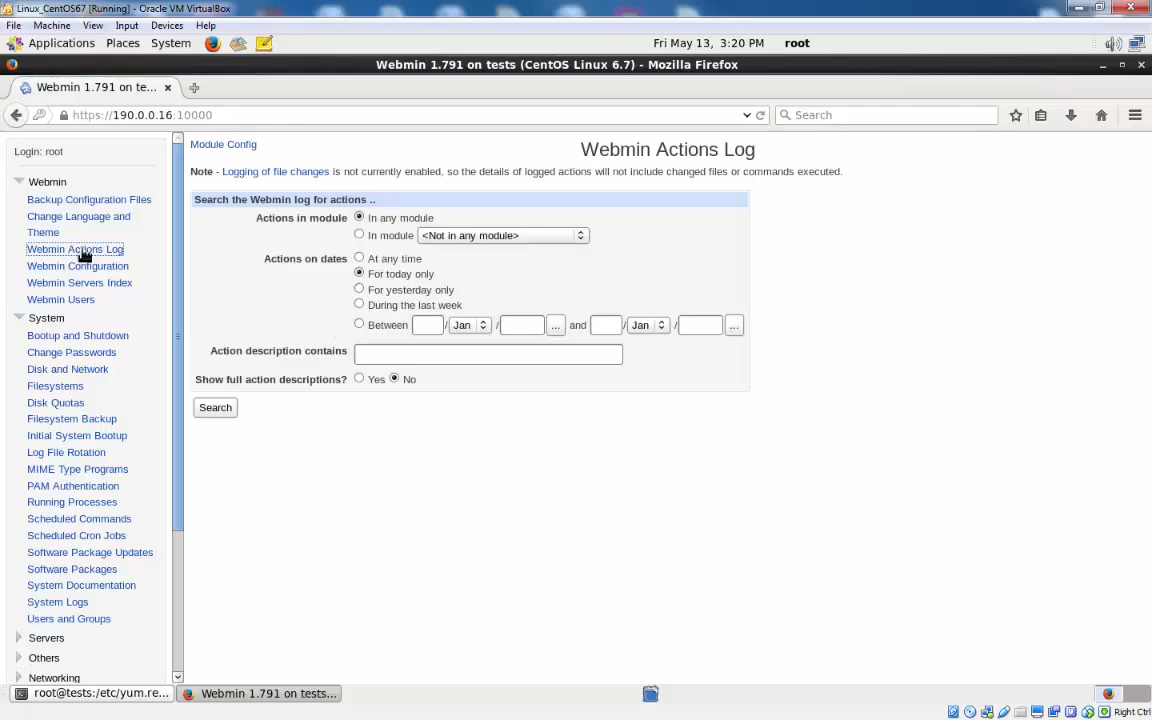 Linux_CentOS67 [Running] - Oracle VM VirtualBox
File Machine View Input Devices Help
Applications Places System Fri May 13, 3:20 PM root
Webmin 1.791 on tests (CentOS Linux 6.7) - Mozilla Firefox
Webmin 1.791 on te...
https://190.0.0.16:10000
Search
Login: root
Webmin
Backup Configuration Files
Change Language and
Theme
Webmin Actions Log
Webmin Configuration
Webmin Servers Index
Webmin Users
System
Bootup and Shutdown
Change Passwords
Disk and Network
Filesystems
Disk Quotas
Filesystem Backup
Initial System Bootup
Log File Rotation
MIME Type Programs
PAM Authentication
Running Processes
Scheduled Commands
Scheduled Cron Jobs
Software Package Updates
Software Packages
System Documentation
System Logs
Users and Groups
Servers
Others
Networking
Module Config
Webmin Actions Log
Note - Logging of file changes is not currently enabled, so the details of logged actions will not include changed files or commands executed.
Search the Webmin log for actions ..
Actions in module In any module
In module <Not in any module>
Actions on dates At any time
For today only
For yesterday only
During the last week
Between / Jan / ... and / Jan / ...
Action description contains
Show full action descriptions? Yes No
Search
root@tests:/etc/yum.re... Webmin 1.791 on tests...
Right Ctrl